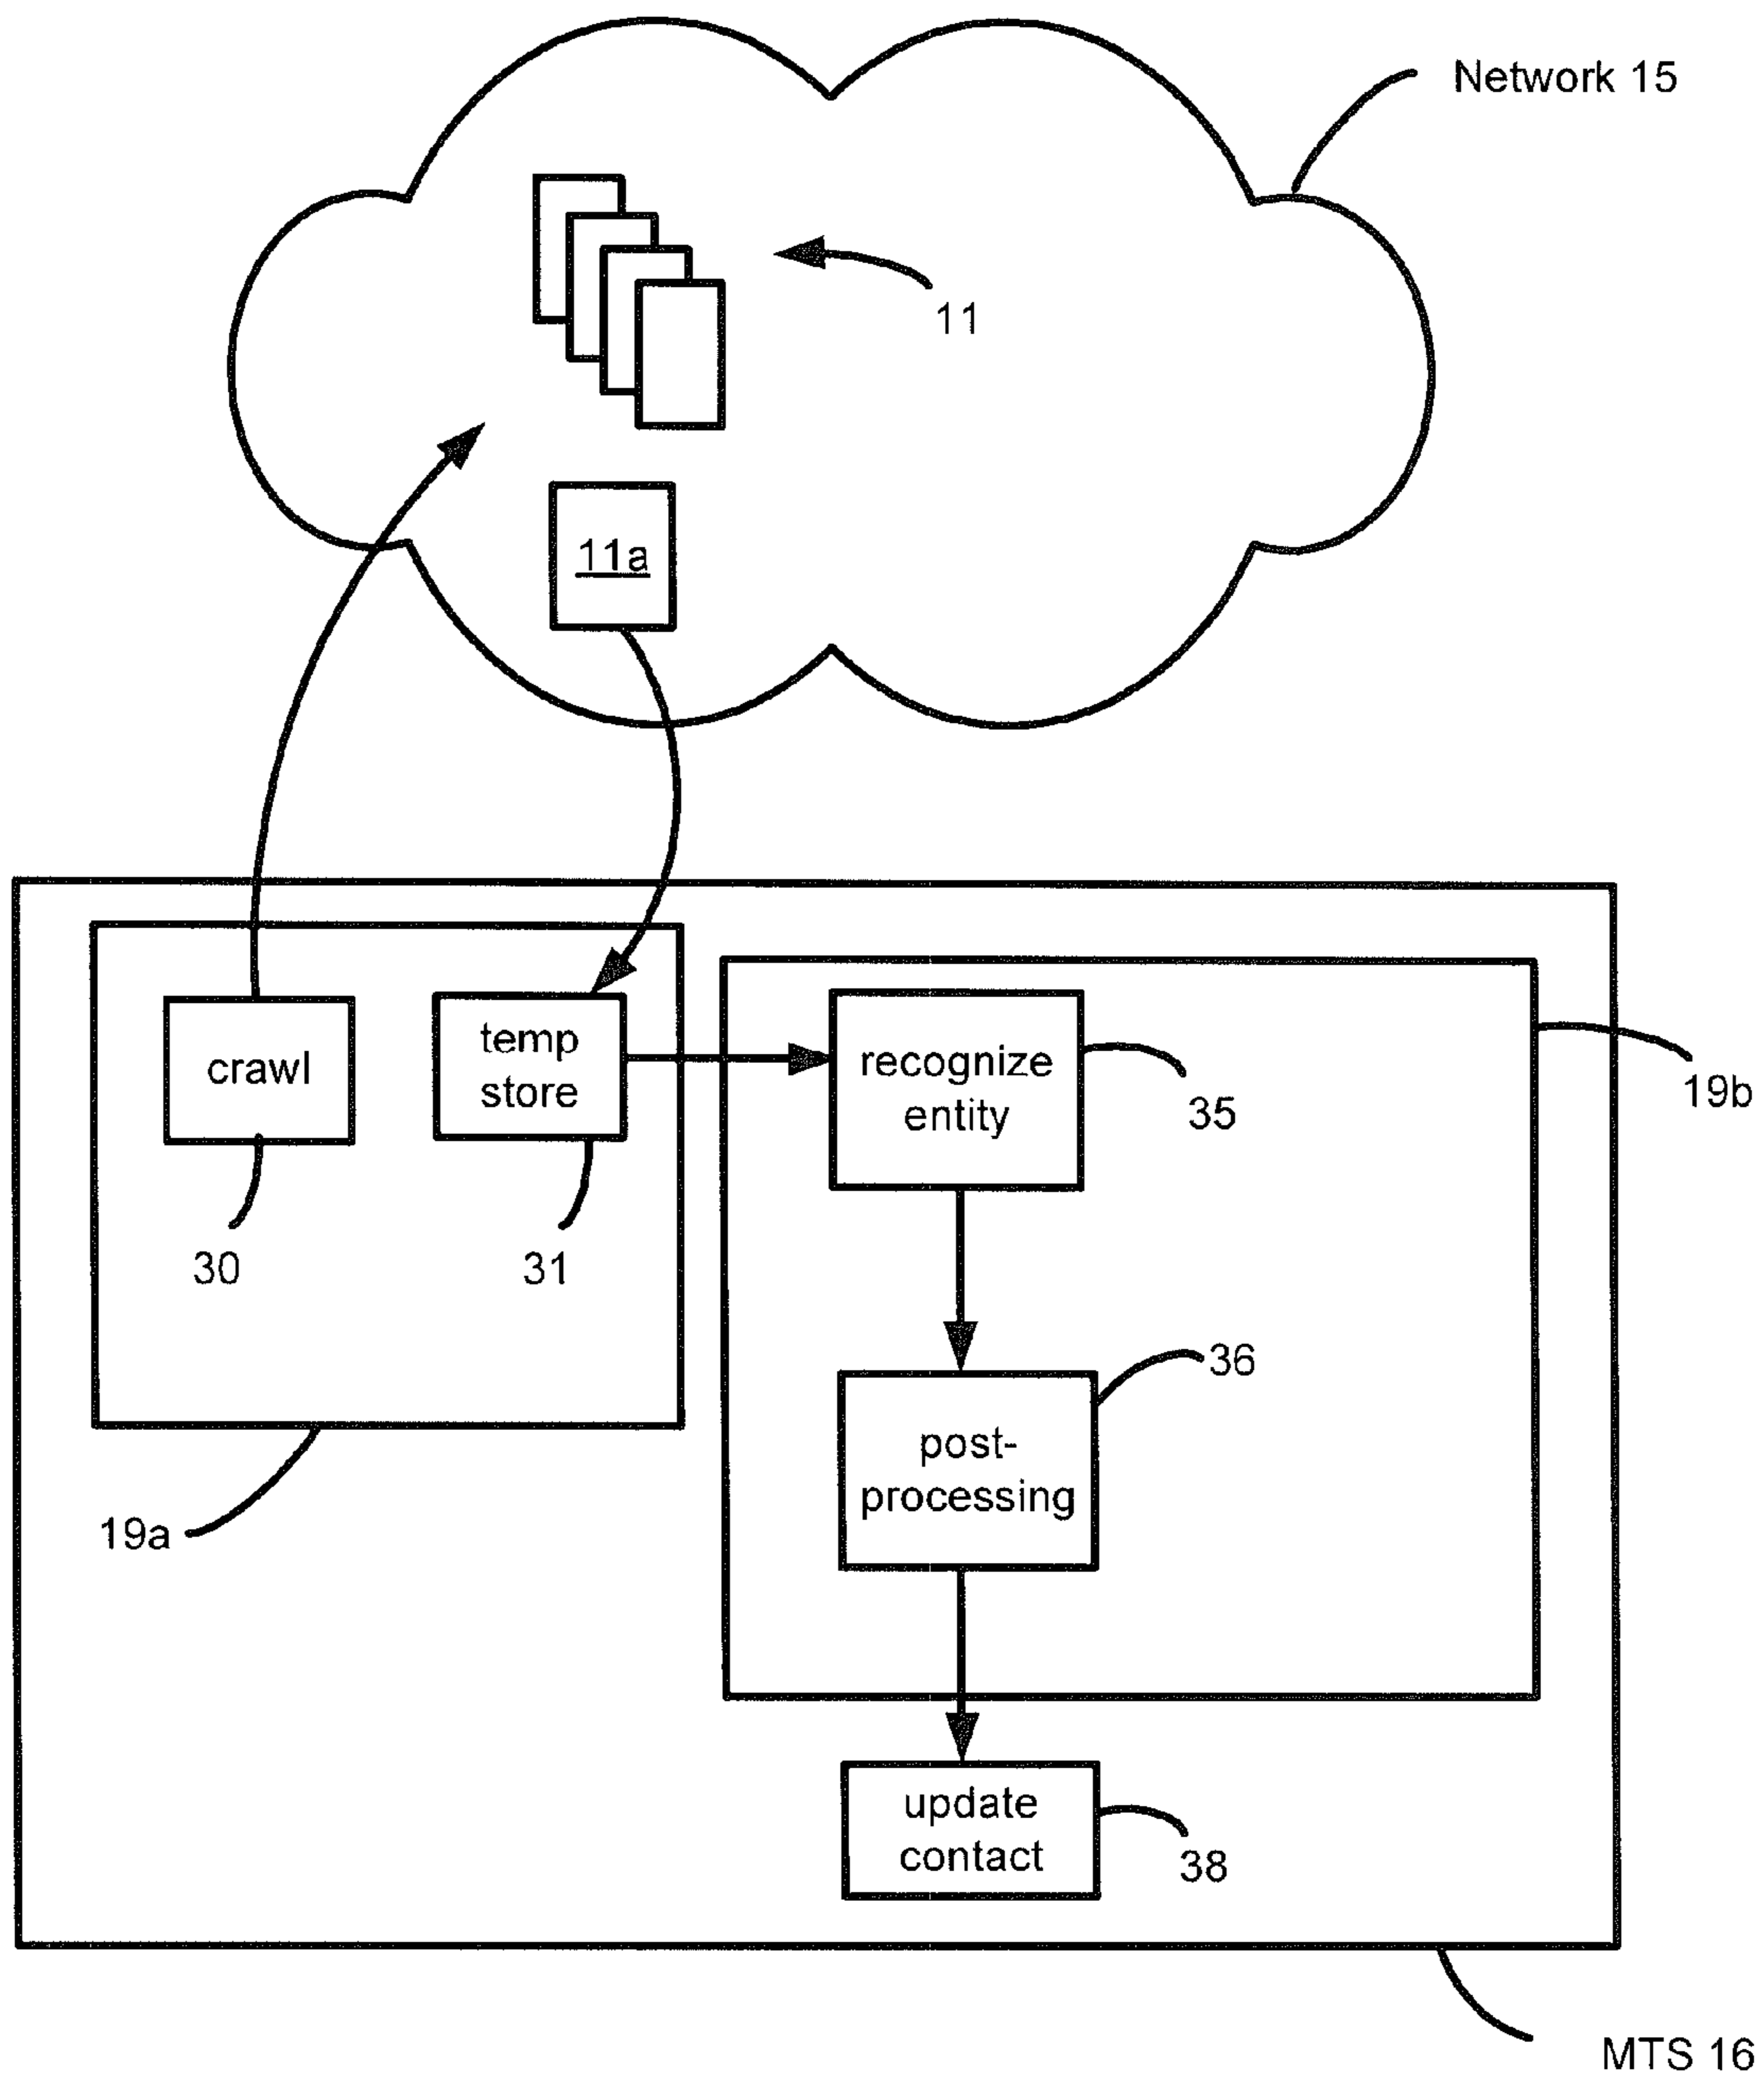 Network 15
11
11a
crawl
temp
store
recognize
entity
35
19b
30
31
36
post-
processing
19a
update
contact
38
MTS 16